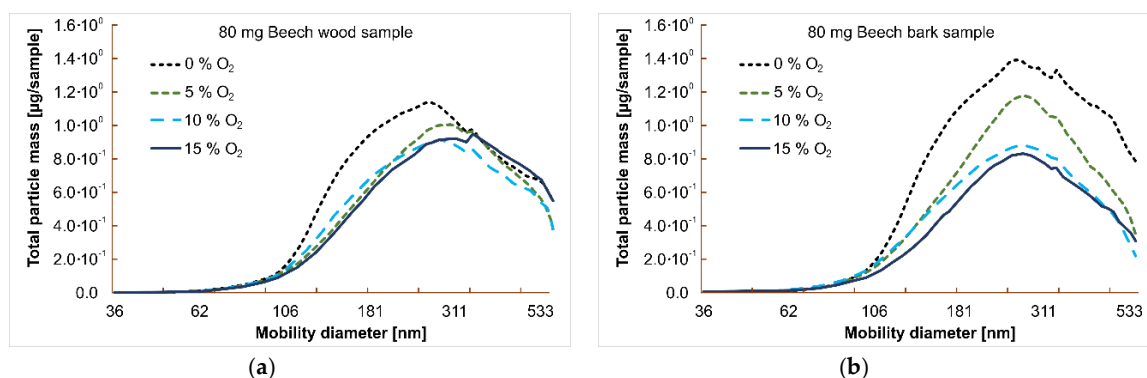 80 mg Beech wood sample
Total particle mass [µg/sample]
1.6·10⁰
1.4·10⁰
1.2·10⁰
1.0·10⁰
8.0·10⁻¹
6.0·10⁻¹
4.0·10⁻¹
2.0·10⁻¹
0.0
0 % O₂
5 % O₂
10 % O₂
15 % O₂
36 62 106 181 311 533
Mobility diameter [nm]
(a)
80 mg Beech bark sample
Total particle mass [µg/sample]
1.6·10⁰
1.4·10⁰
1.2·10⁰
1.0·10⁰
8.0·10⁻¹
6.0·10⁻¹
4.0·10⁻¹
2.0·10⁻¹
0.0
0 % O₂
5 % O₂
10 % O₂
15 % O₂
36 62 106 181 311 533
Mobility diameter [nm]
(b)